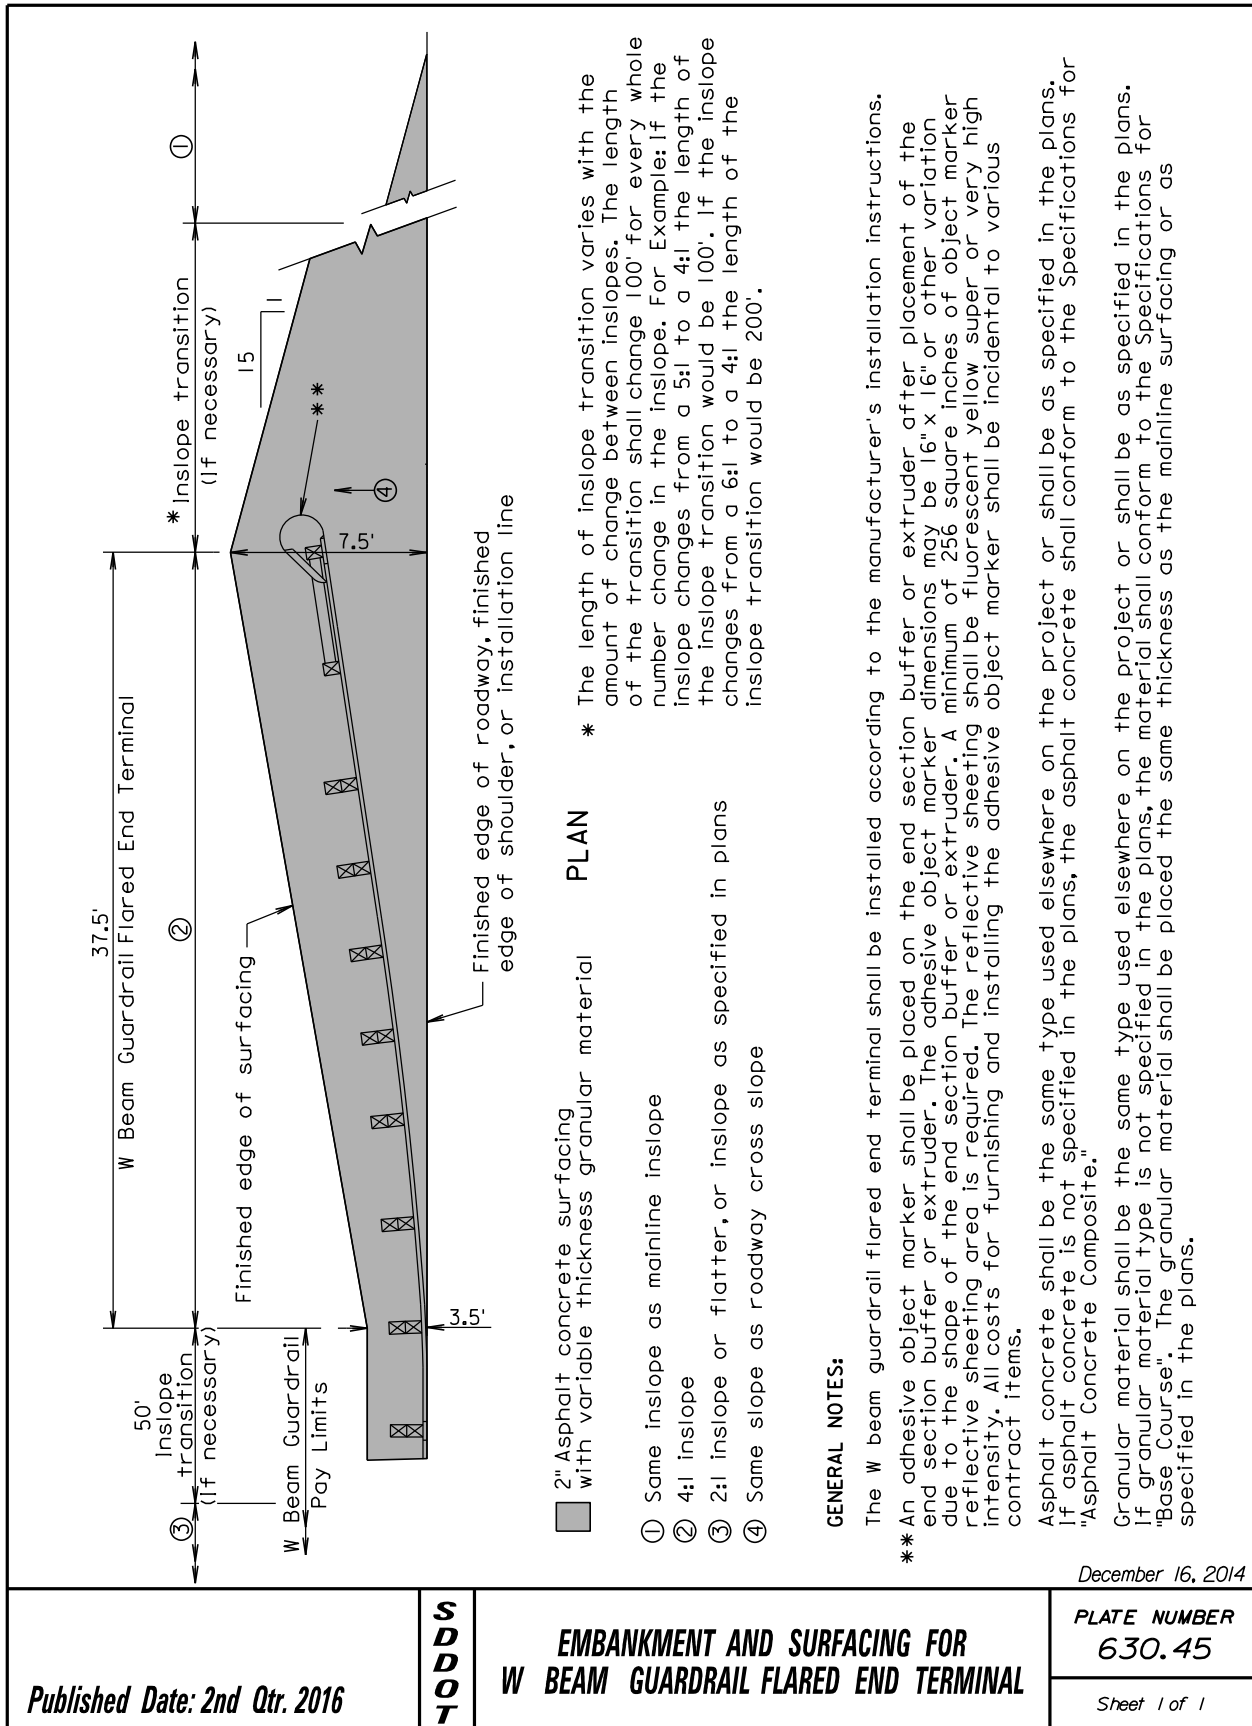 37.5'
W Beam Guardrail Flared End Terminal
50'
Inslope
transition
(If necessary)
* Inslope transition
(If necessary)
3
2
1
W Beam Guardrail
Pay Limits
Finished edge of surfacing
15
1
**
4
7.5'
3.5'
Finished edge of roadway, finished
edge of shoulder, or installation line
PLAN
2" Asphalt concrete surfacing
with variable thickness granular material
1 Same inslope as mainline inslope
2 4:1 inslope
3 2:1 inslope or flatter, or inslope as specified in plans
4 Same slope as roadway cross slope
* The length of inslope transition varies with the
amount of change between inslopes. The length
of the transition shall change 100' for every whole
number change in the inslope. For Example: If the
inslope changes from a 5:1 to a 4:1 the length of
the inslope transition would be 100'. If the inslope
changes from a 6:1 to a 4:1 the length of the
inslope transition would be 200'.
GENERAL NOTES:
The W beam guardrail flared end terminal shall be installed according to the manufacturer's installation instructions.
** An adhesive object marker shall be placed on the end section buffer or extruder after placement of the
end section buffer or extruder. The adhesive object marker dimensions may be 16" x 16" or other variation
due to the shape of the end section buffer or extruder. A minimum of 256 square inches of object marker
reflective sheeting area is required. The reflective sheeting shall be fluorescent yellow super or very high
intensity. All costs for furnishing and installing the adhesive object marker shall be incidental to various
contract items.
Asphalt concrete shall be the same type used elsewhere on the project or shall be as specified in the plans.
If asphalt concrete is not specified in the plans, the asphalt concrete shall conform to the Specifications for
"Asphalt Concrete Composite."
Granular material shall be the same type used elsewhere on the project or shall be as specified in the plans.
If granular material type is not specified in the plans, the material shall conform to the Specifications for
"Base Course". The granular material shall be placed the same thickness as the mainline surfacing or as
specified in the plans.
December 16, 2014
Published Date: 2nd Qtr. 2016
SDDOT
EMBANKMENT AND SURFACING FOR
W BEAM GUARDRAIL FLARED END TERMINAL
PLATE NUMBER
630.45
Sheet 1 of 1